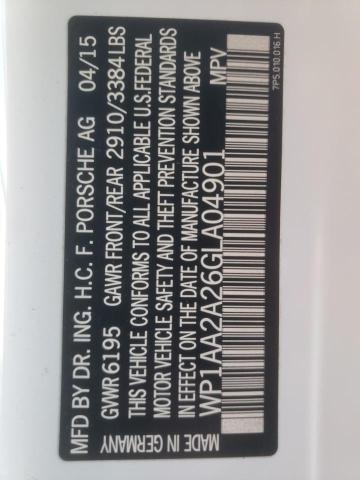 MFD BY DR. ING. H.C. F. PORSCHE AG 04/15
GWR 6195 GAWR FRONT/REAR 2910/3384 LBS
THIS VEHICLE CONFORMS TO ALL APPLICABLE U.S.FEDERAL
MOTOR VEHICLE SAFETY AND THEFT PREVENTION STANDARDS
IN EFFECT ON THE DATE OF MANUFACTURE SHOWN ABOVE
WP1AA2A26GLA04901 MPV
MADE IN GERMANY
7P5.010.016.H